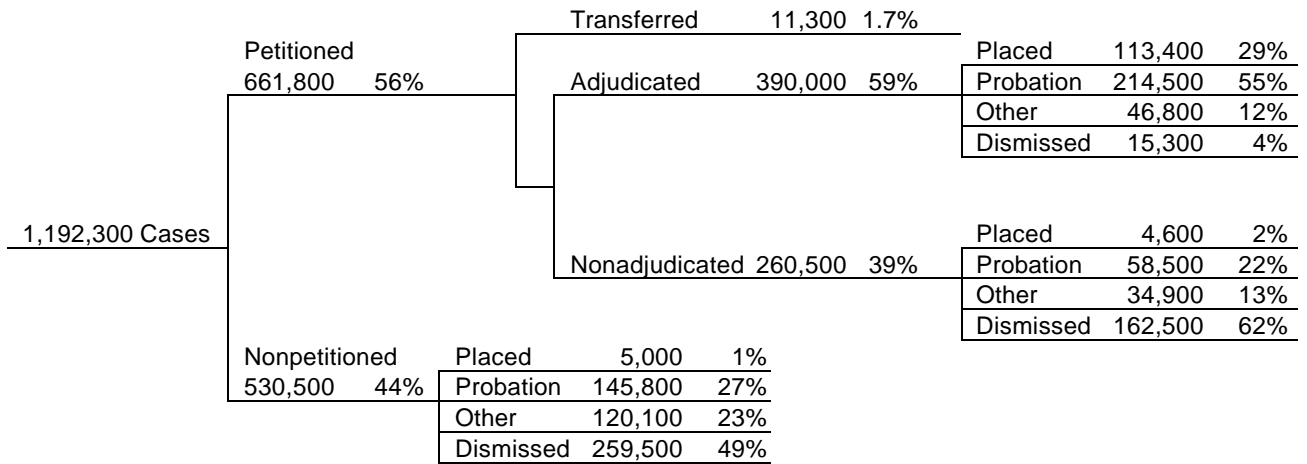 Transferred 11,300 1.7%
Petitioned
661,800 56%
Adjudicated 390,000 59%
Placed 113,400 29%
Probation 214,500 55%
Other 46,800 12%
Dismissed 15,300 4%
1,192,300 Cases
Nonadjudicated 260,500 39%
Placed 4,600 2%
Probation 58,500 22%
Other 34,900 13%
Dismissed 162,500 62%
Nonpetitioned
530,500 44%
Placed 5,000 1%
Probation 145,800 27%
Other 120,100 23%
Dismissed 259,500 49%